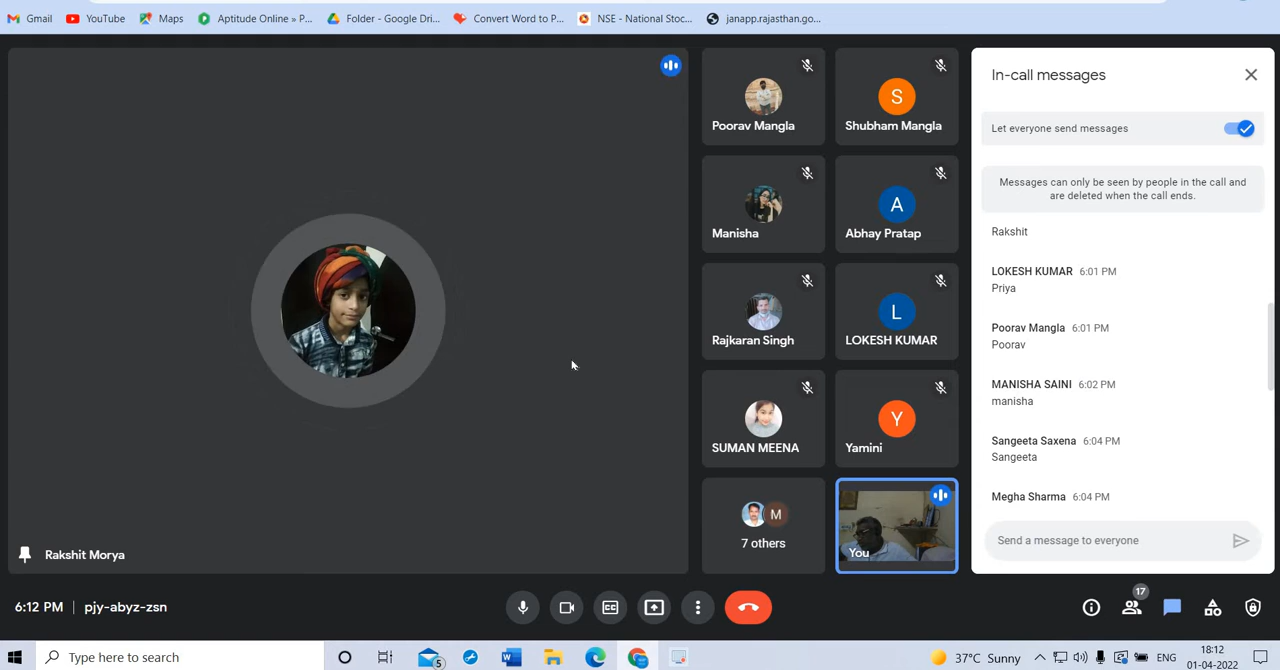 Gmail
YouTube
Maps
Aptitude Online » P...
Folder - Google Dri...
Convert Word to P...
NSE - National Stoc...
janapp.rajasthan.go...
Poorav Mangla
S
Shubham Mangla
Manisha
A
Abhay Pratap
Rajkaran Singh
L
LOKESH KUMAR
SUMAN MEENA
Y
Yamini
M
7 others
You
Rakshit Morya
In-call messages
Let everyone send messages
Messages can only be seen by people in the call and
are deleted when the call ends.
Rakshit
LOKESH KUMAR 6:01 PM
Priya
Poorav Mangla 6:01 PM
Poorav
MANISHA SAINI 6:02 PM
manisha
Sangeeta Saxena 6:04 PM
Sangeeta
Megha Sharma 6:04 PM
Send a message to everyone
6:12 PM | pjy-abyz-zsn
CC
17
Type here to search
5
W
37°C Sunny
ENG
18:12
01-04-2022